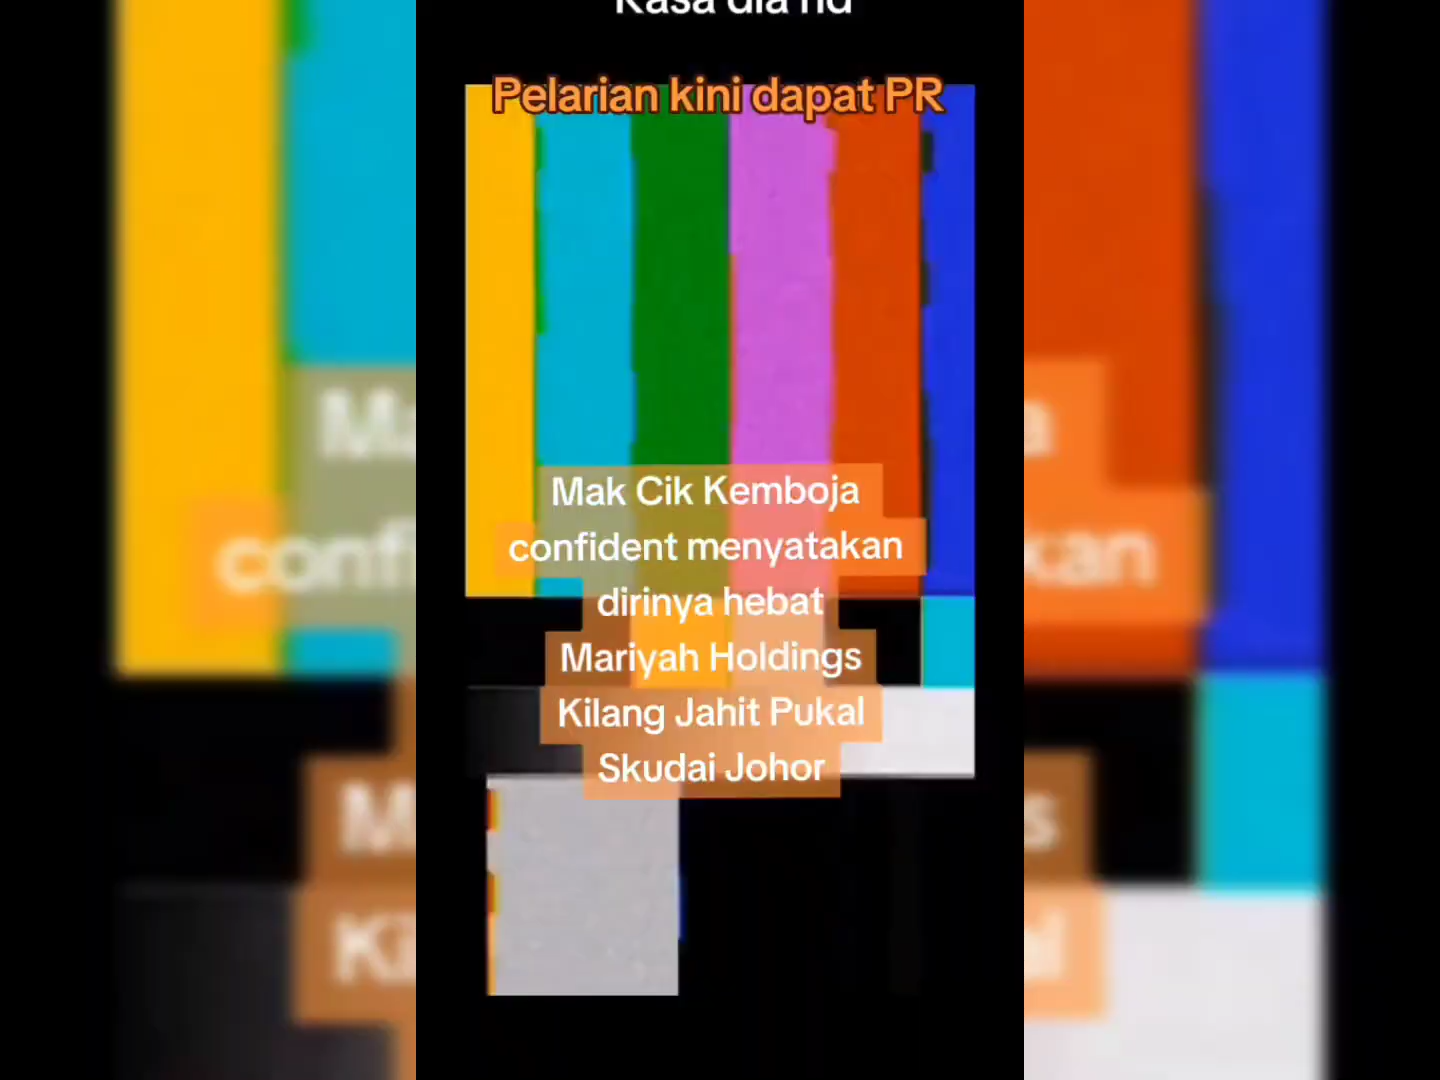 Pelarian kini dapat PR
Mak Cik Kemboja
confident menyatakan
dirinya hebat
Mariyah Holdings
Kilang Jahit Pukal
Skudai Johor